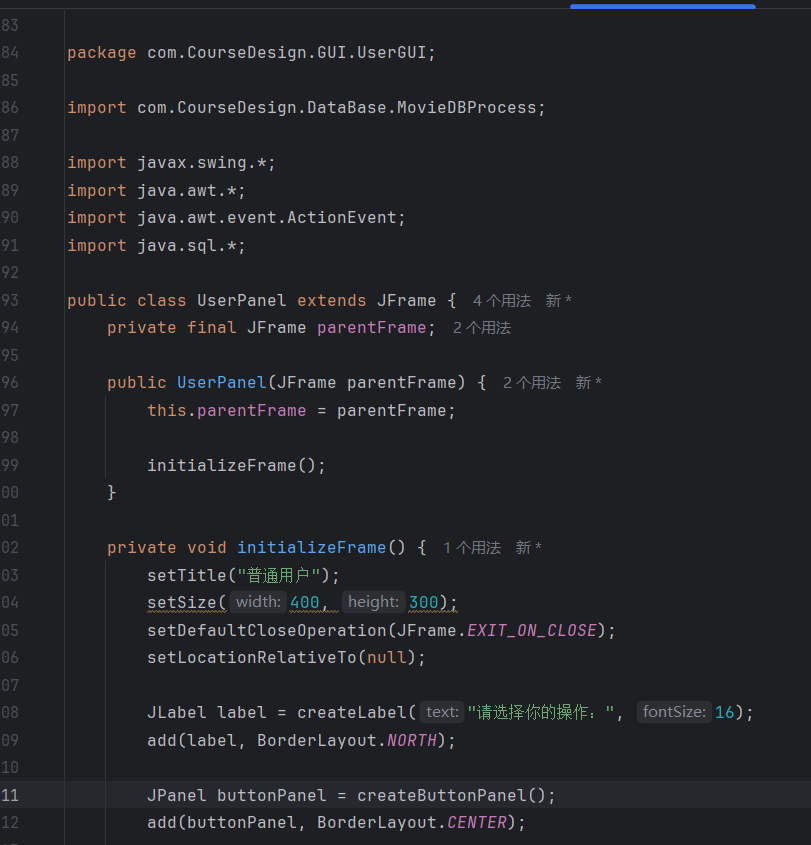 83
84 package com.CourseDesign.GUI.UserGUI;
85
86 import com.CourseDesign.DataBase.MovieDBProcess;
87
88 import javax.swing.*;
89 import java.awt.*;
90 import java.awt.event.ActionEvent;
91 import java.sql.*;
92
93 public class UserPanel extends JFrame { 4个用法 新*
94 private final JFrame parentFrame; 2个用法
95
96 public UserPanel(JFrame parentFrame) { 2个用法 新*
97 this.parentFrame = parentFrame;
98
99 initializeFrame();
00 }
01
02 private void initializeFrame() { 1个用法 新*
03 setTitle("普通用户");
04 setSize( width: 400, height: 300);
05 setDefaultCloseOperation(JFrame.EXIT_ON_CLOSE);
06 setLocationRelativeTo(null);
07
08 JLabel label = createLabel( text: "请选择你的操作：", fontSize: 16);
09 add(label, BorderLayout.NORTH);
10
11 JPanel buttonPanel = createButtonPanel();
12 add(buttonPanel, BorderLayout.CENTER);